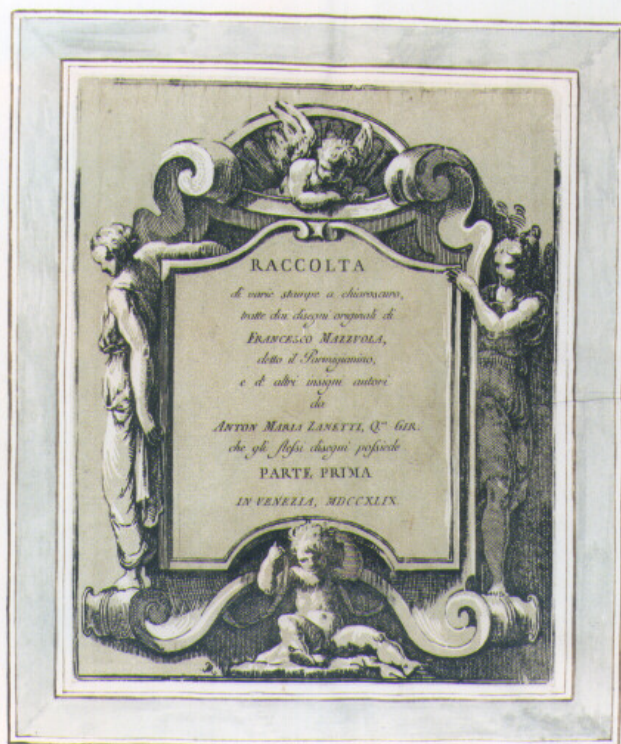 RACCOLTA
di varie stampe a chiaroscuro,
tratte dai disegni originali di
FRANCESCO MAZZUOLA,
detto il Parmigianino,
e d' altri insigni autori
da
ANTON MARIA ZANETTI, Qm GIR.
che gli stessi disegni possiede
PARTE PRIMA
IN VENEZIA, MDCCXLIX.